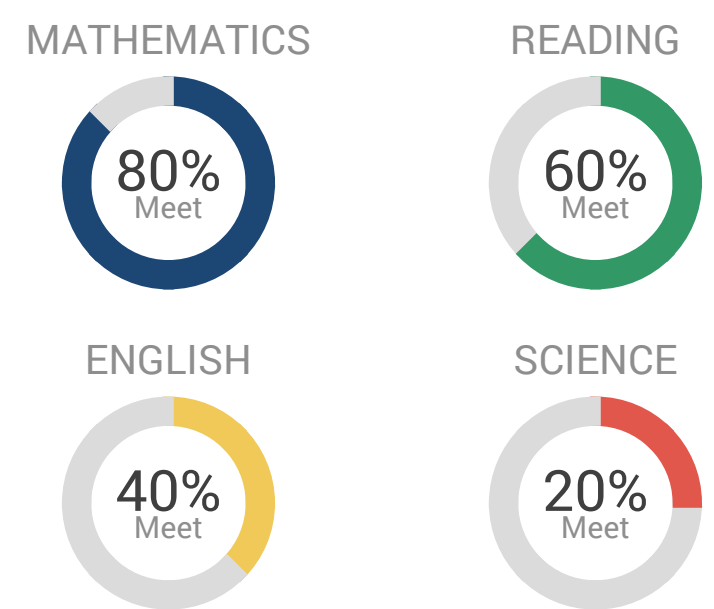 MATHEMATICS
80%
Meet
READING
60%
Meet
ENGLISH
40%
Meet
SCIENCE
20%
Meet